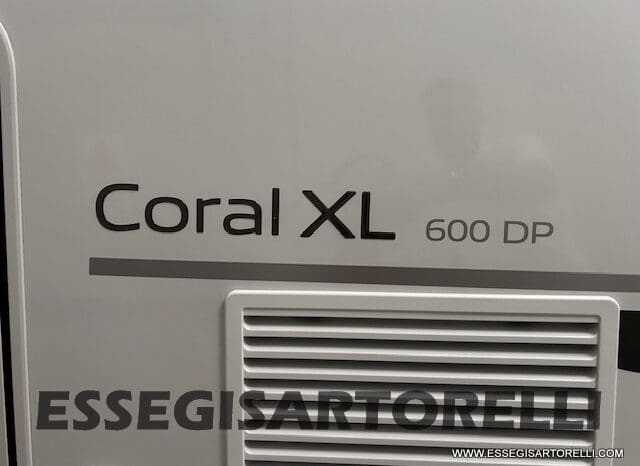 Coral XL 600 DP
ESSEGISARTORELLI
WWW.ESSEGISARTORELLI.COM